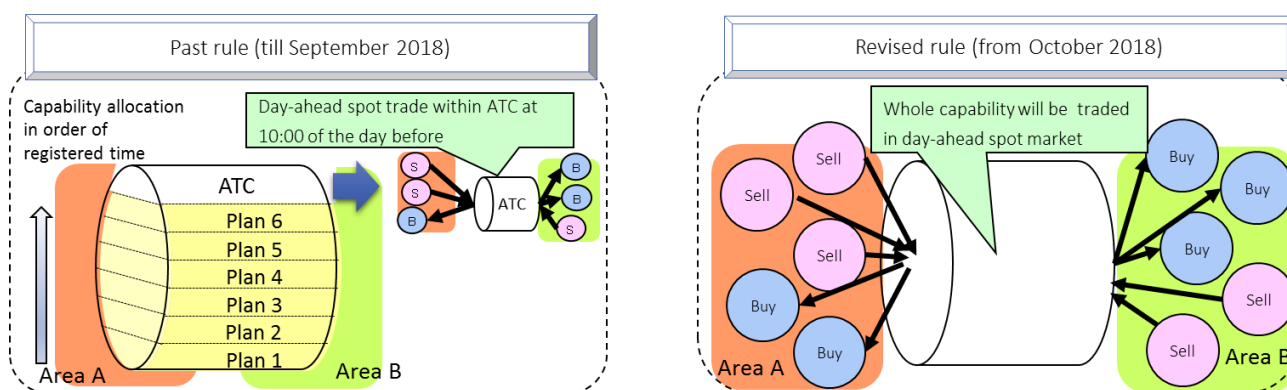 Past rule (till September 2018)
Capability allocation
in order of
registered time
Day-ahead spot trade within ATC at
10:00 of the day before
ATC
Plan 6
Plan 5
Plan 4
Plan 3
Plan 2
Plan 1
Area A
Area B
S
S
B
ATC
B
B
S
Revised rule (from October 2018)
Whole capability will be traded
in day-ahead spot market
Sell
Sell
Sell
Buy
Buy
Area A
Buy
Buy
Buy
Sell
Sell
Area B